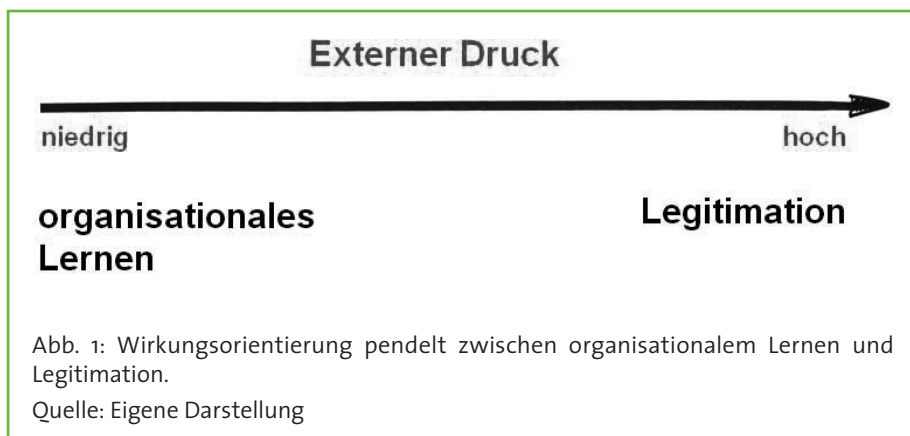 Externer Druck
niedrig
hoch
organisationales
Lernen
Legitimation
Abb. 1: Wirkungsorientierung pendelt zwischen organisationalem Lernen und
Legitimation.
Quelle: Eigene Darstellung